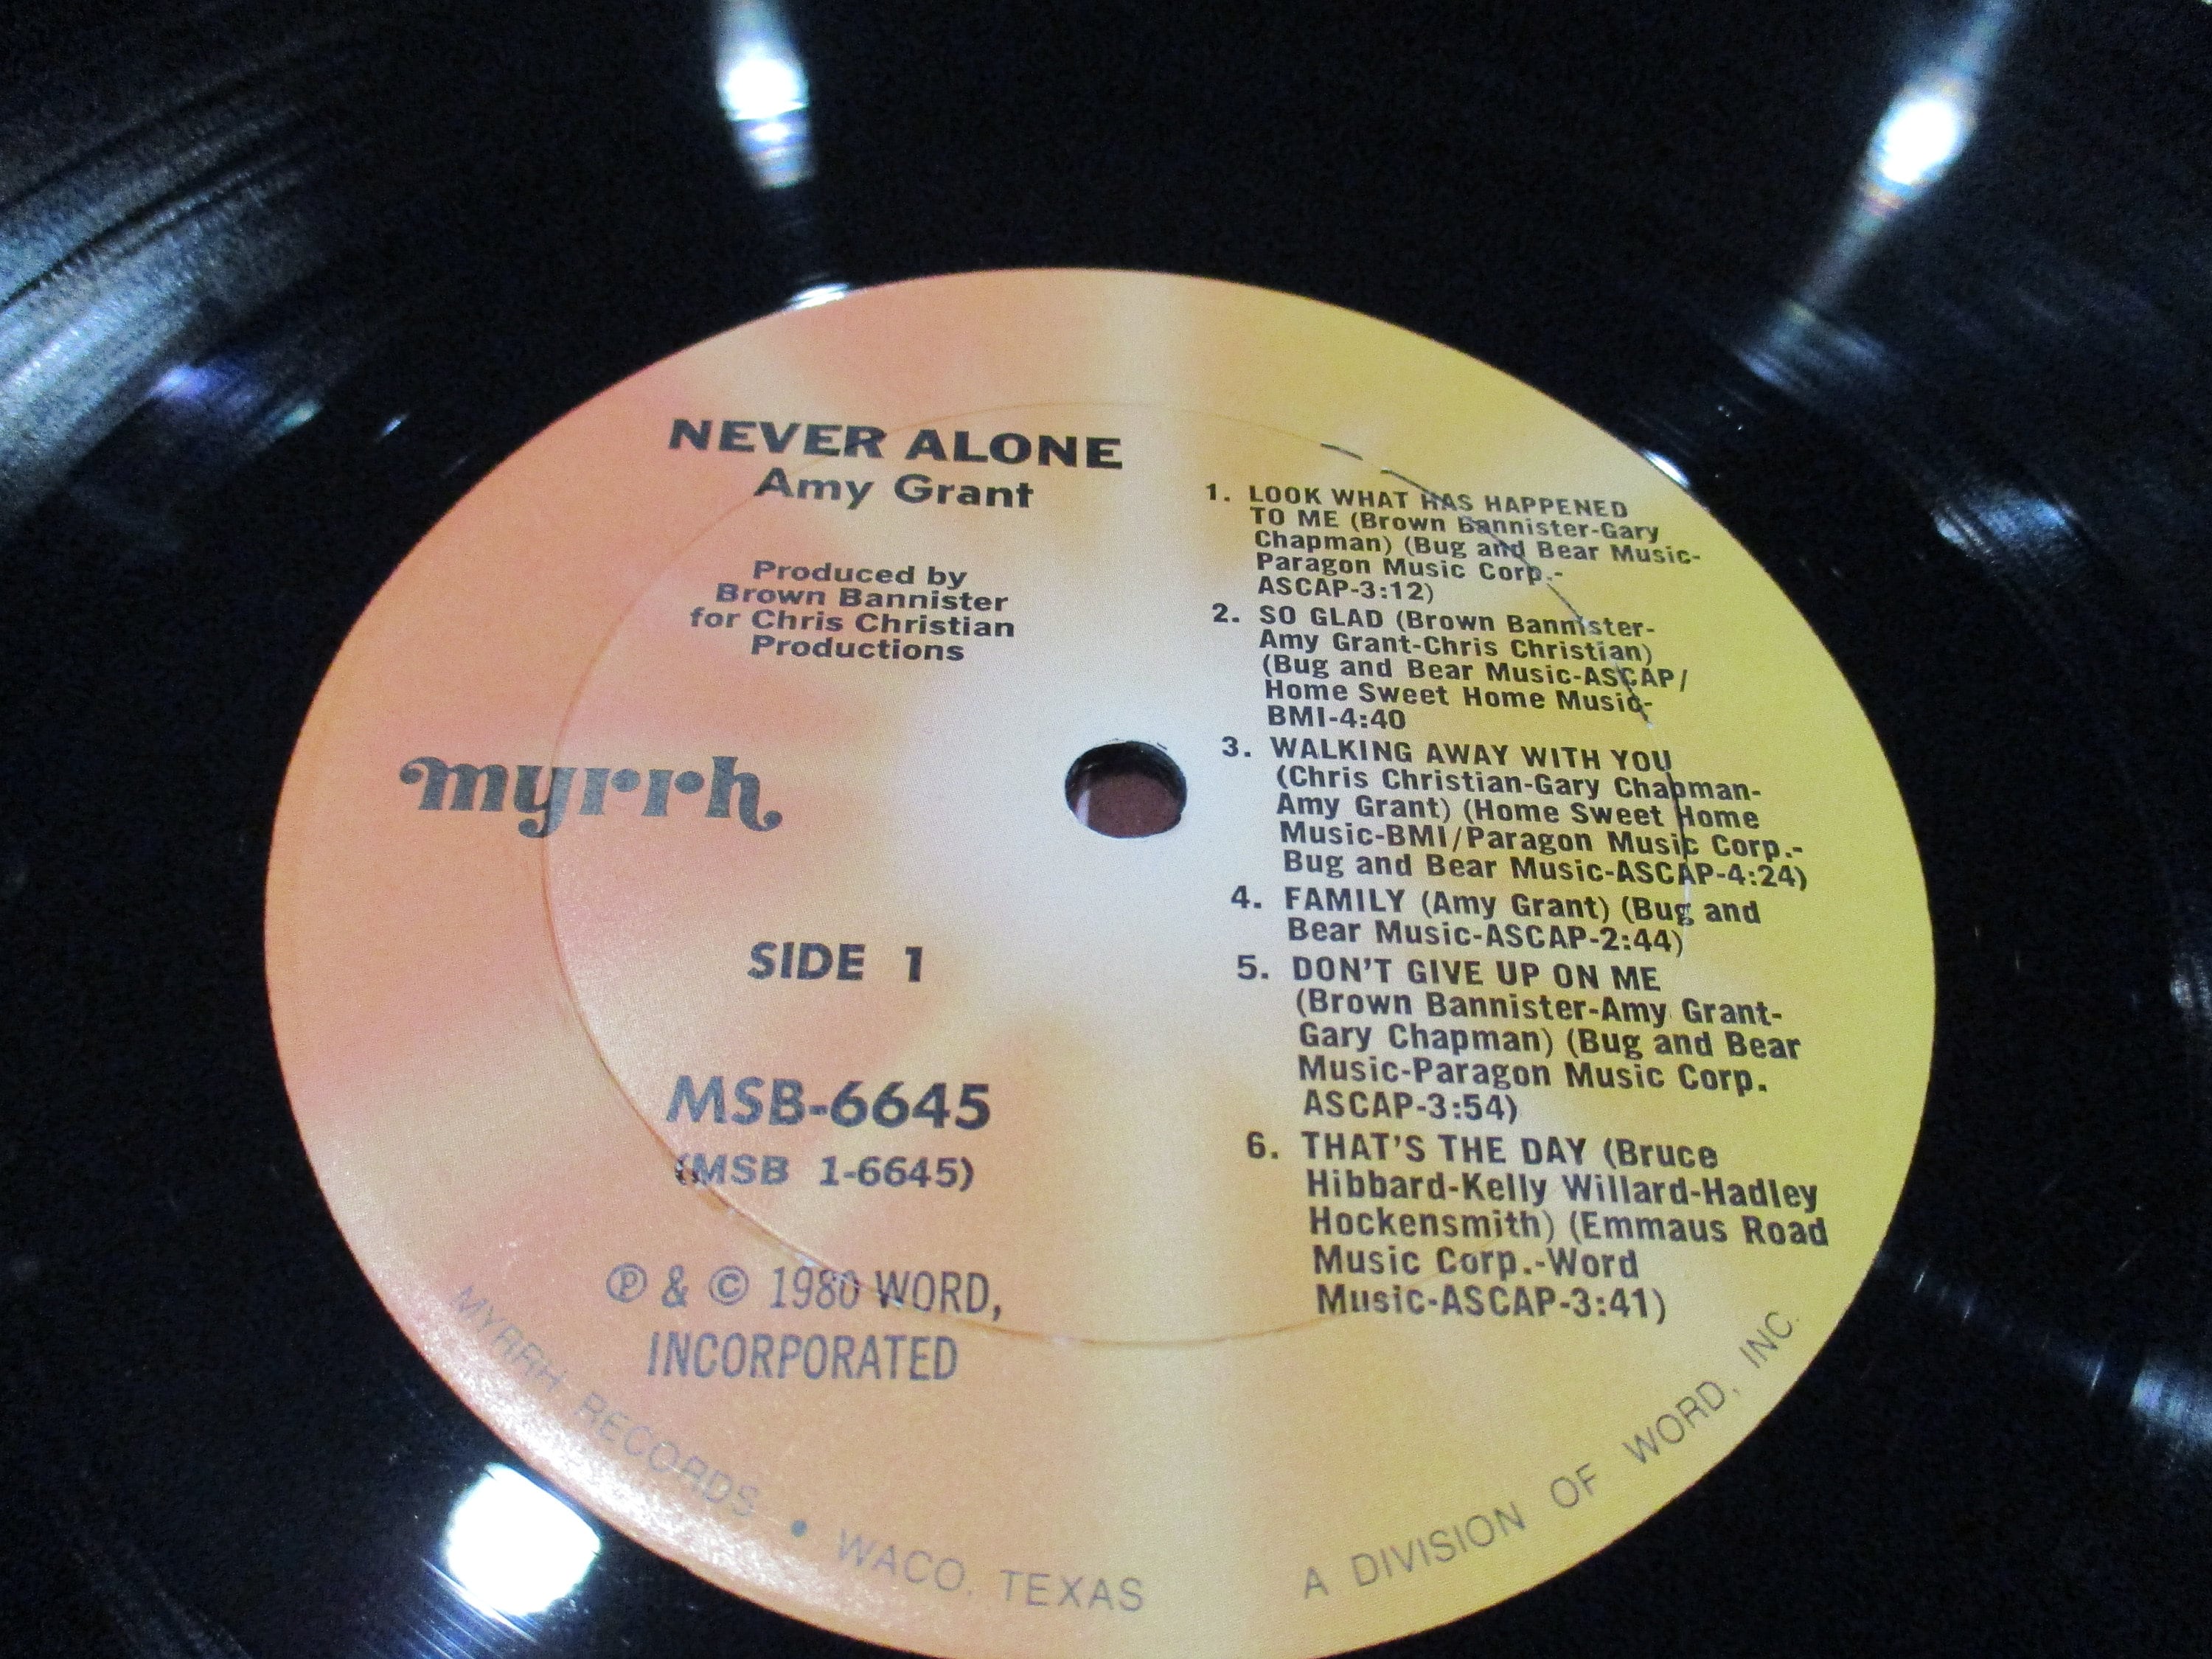 NEVER ALONE
Amy Grant
Produced by
Brown Bannister
for Chris Christian
Productions
myrrh.
SIDE 1
MSB-6645
(MSB 1-6645)
℗ & © 1980 WORD,
INCORPORATED
1. LOOK WHAT HAS HAPPENED
TO ME (Brown Bannister-Gary
Chapman) (Bug and Bear Music-
Paragon Music Corp.-
ASCAP-3:12)
2. SO GLAD (Brown Bannister-
Amy Grant-Chris Christian)
(Bug and Bear Music-ASCAP/
Home Sweet Home Music-
BMI-4:40
3. WALKING AWAY WITH YOU
(Chris Christian-Gary Chapman-
Amy Grant) (Home Sweet Home
Music-BMI/Paragon Music Corp.-
Bug and Bear Music-ASCAP-4:24)
4. FAMILY (Amy Grant) (Bug and
Bear Music-ASCAP-2:44)
5. DON'T GIVE UP ON ME
(Brown Bannister-Amy Grant-
Gary Chapman) (Bug and Bear
Music-Paragon Music Corp.
ASCAP-3:54)
6. THAT'S THE DAY (Bruce
Hibbard-Kelly Willard-Hadley
Hockensmith) (Emmaus Road
Music Corp.-Word
Music-ASCAP-3:41)
MYRRH RECORDS • WACO, TEXAS A DIVISION OF WORD, INC.